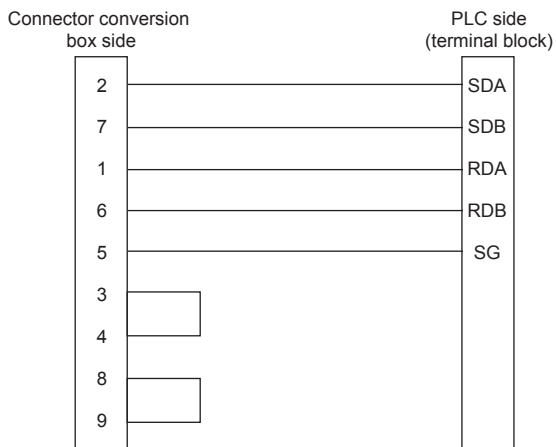 Connector conversion
box side
PLC side
(terminal block)
2 SDA
7 SDB
1 RDA
6 RDB
5 SG
3
4
8
9